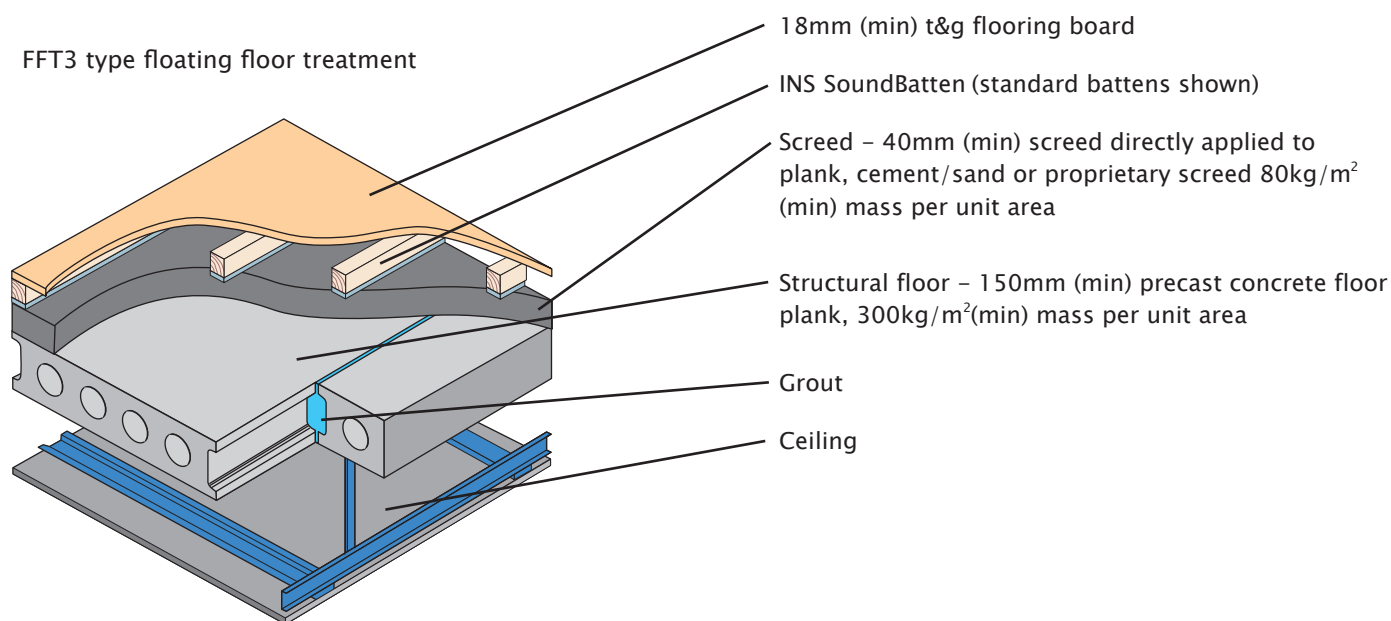 FFT3 type floating floor treatment
18mm (min) t&g flooring board
INS SoundBatten (standard battens shown)
Screed – 40mm (min) screed directly applied to
plank, cement/sand or proprietary screed 80kg/m²
(min) mass per unit area
Structural floor – 150mm (min) precast concrete floor
plank, 300kg/m²(min) mass per unit area
Grout
Ceiling